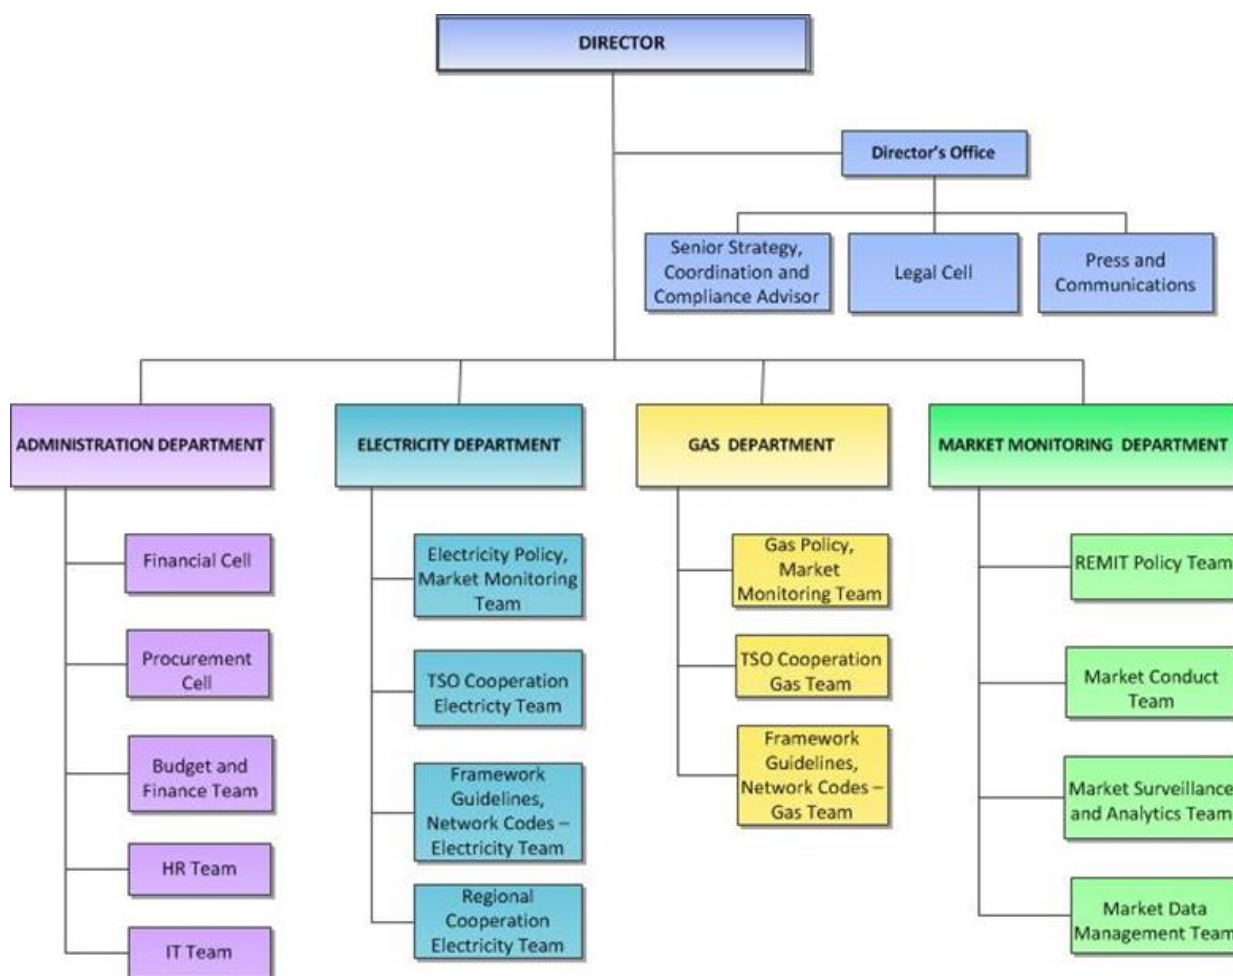 DIRECTOR
Director's Office
Senior Strategy,
Coordination and
Compliance Advisor
Legal Cell
Press and
Communications
ADMINISTRATION DEPARTMENT
Financial Cell
Procurement
Cell
Budget and
Finance Team
HR Team
IT Team
ELECTRICITY DEPARTMENT
Electricity Policy,
Market Monitoring
Team
TSO Cooperation
Electricty Team
Framework
Guidelines,
Network Codes –
Electricity Team
Regional
Cooperation
Electricity Team
GAS DEPARTMENT
Gas Policy,
Market
Monitoring Team
TSO Cooperation
Gas Team
Framework
Guidelines,
Network Codes –
Gas Team
MARKET MONITORING DEPARTMENT
REMIT Policy Team
Market Conduct
Team
Market Surveillance
and Analytics Team
Market Data
Management Team